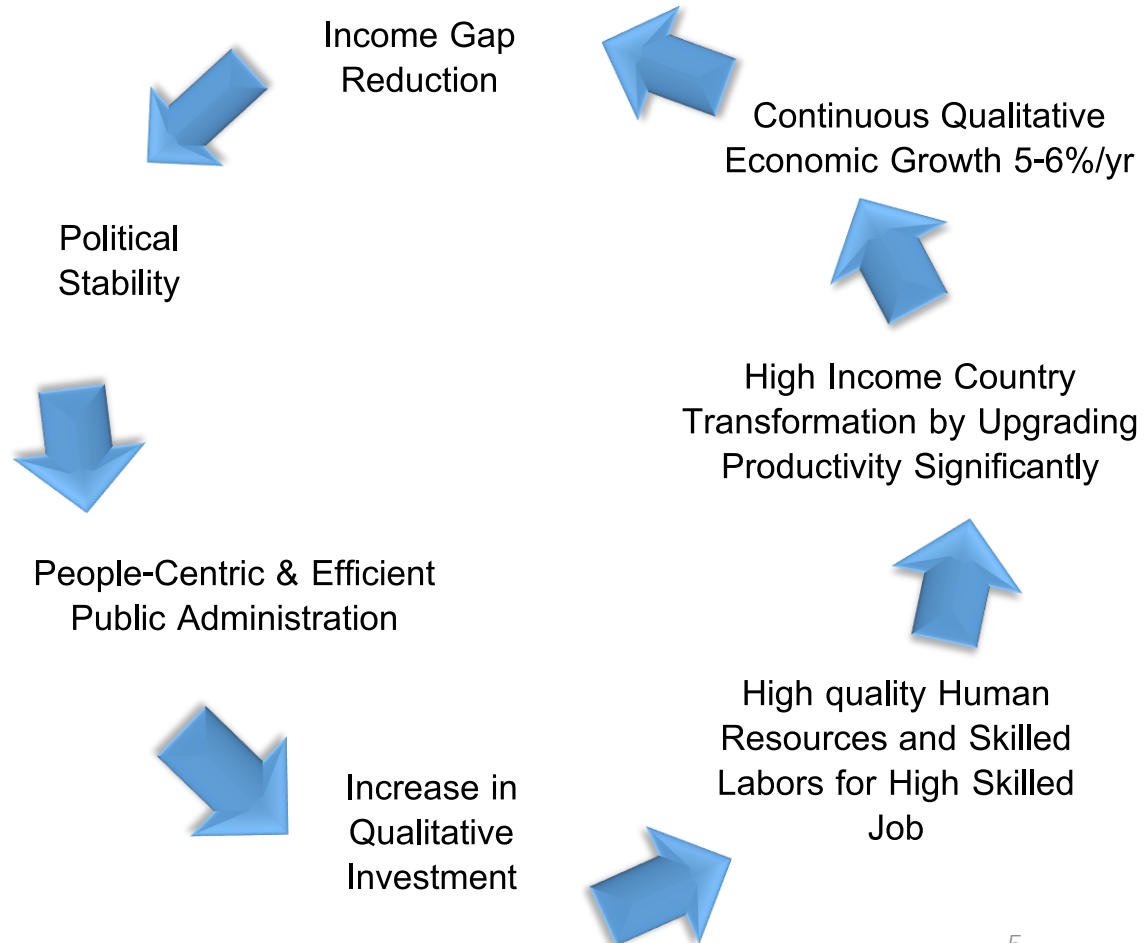 Income Gap
Reduction
Continuous Qualitative
Economic Growth 5-6%/yr
Political
Stability
High Income Country
Transformation by Upgrading
Productivity Significantly
People-Centric & Efficient
Public Administration
High quality Human
Resources and Skilled
Labors for High Skilled
Job
Increase in
Qualitative
Investment